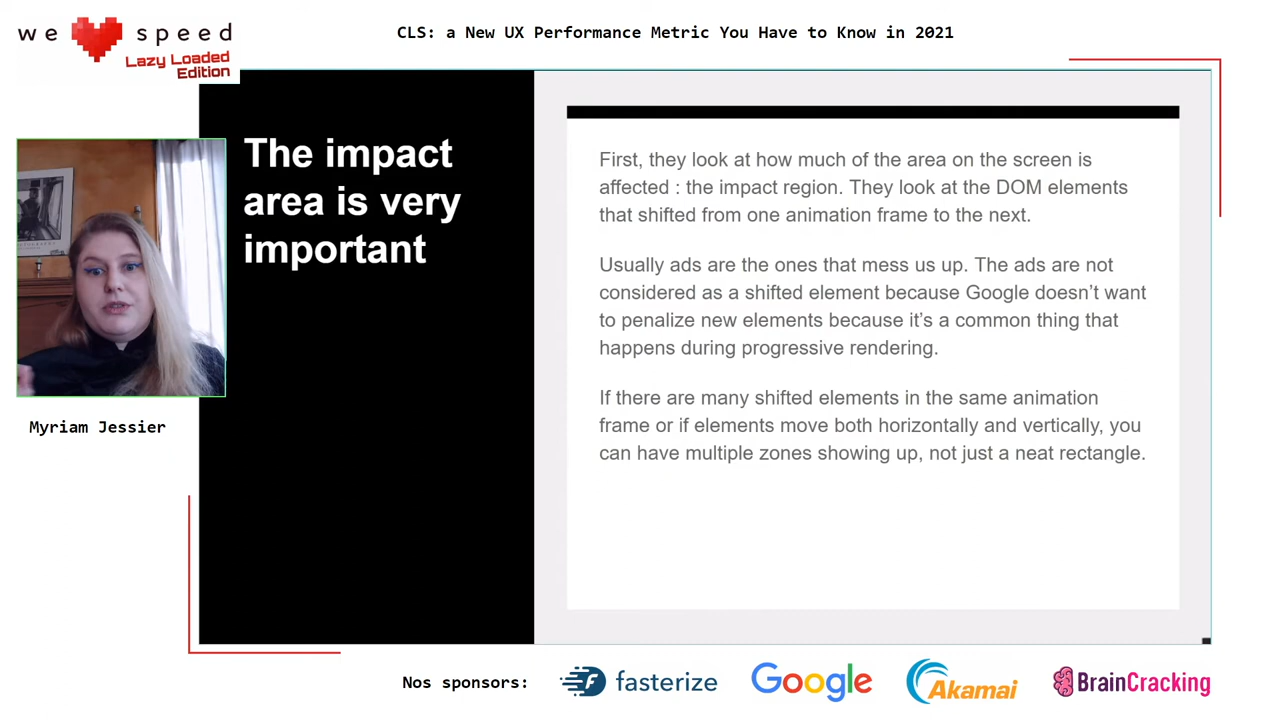 we speed
Lazy Loaded
Edition
CLS: a New UX Performance Metric You Have to Know in 2021
The impact
area is very
important
First, they look at how much of the area on the screen is
affected : the impact region. They look at the DOM elements
that shifted from one animation frame to the next.
Usually ads are the ones that mess us up. The ads are not
considered as a shifted element because Google doesn’t want
to penalize new elements because it’s a common thing that
happens during progressive rendering.
If there are many shifted elements in the same animation
frame or if elements move both horizontally and vertically, you
can have multiple zones showing up, not just a neat rectangle.
Myriam Jessier
Nos sponsors:
fasterize
Google
Akamai
BrainCracking